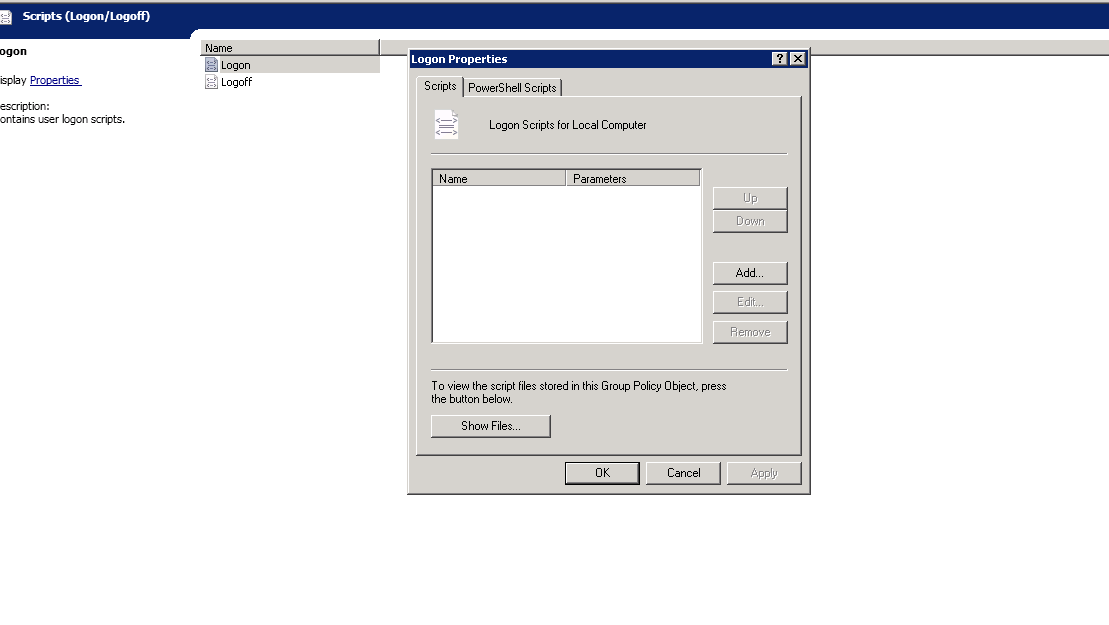 Scripts (Logon/Logoff)
ogon
isplay Properties
escription:
ontains user logon scripts.
Name
Logon
Logoff
Logon Properties
Scripts
PowerShell Scripts
Logon Scripts for Local Computer
Name Parameters
Up
Down
Add...
Edit...
Remove
To view the script files stored in this Group Policy Object, press
the button below.
Show Files...
OK Cancel Apply